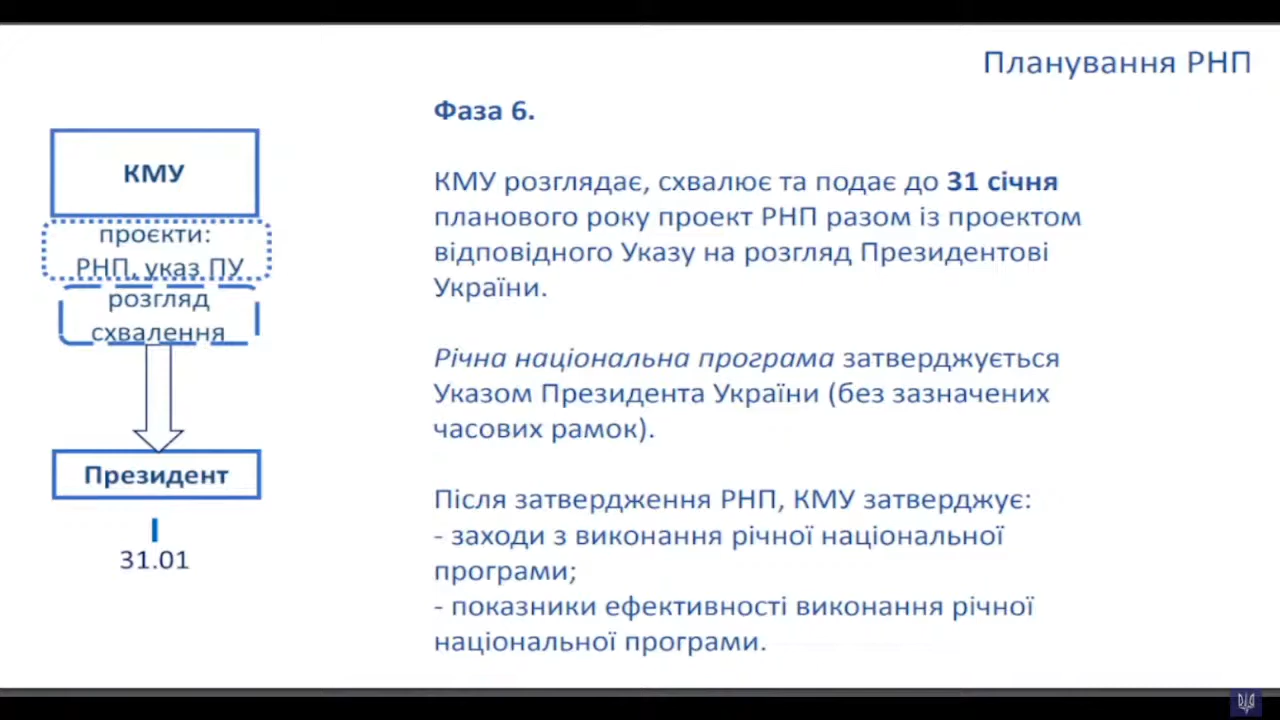 Планування РНП
КМУ
проєкти:
РНП, указ ПУ
розгляд
схвалення
Президент
31.01
Фаза 6.
КМУ розглядає, схвалює та подає до 31 січня
планового року проект РНП разом із проектом
відповідного Указу на розгляд Президентові
України.
Річна національна програма затверджується
Указом Президента України (без зазначених
часових рамок).
Після затвердження РНП, КМУ затверджує:
- заходи з виконання річної національної
програми;
- показники ефективності виконання річної
національної програми.